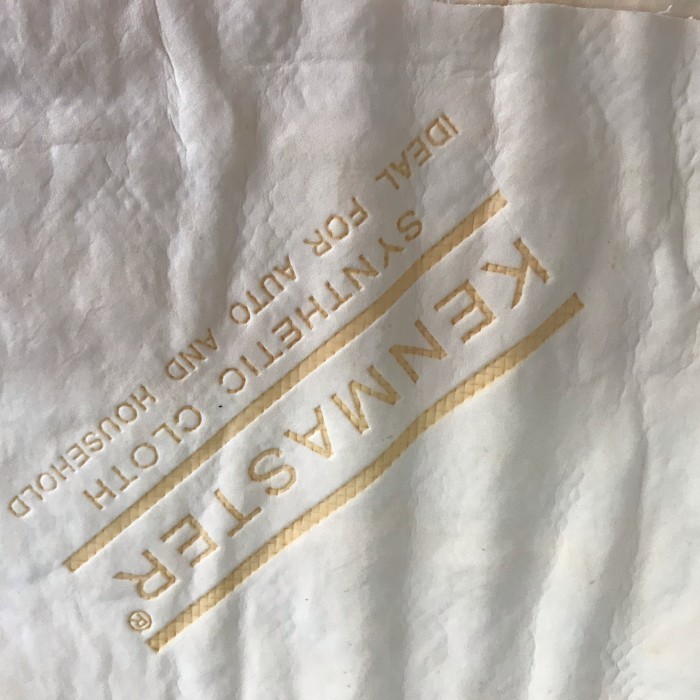 KENMASTER®
SYNTHETIC CLOTH
IDEAL FOR AUTO AND HOUSEHOLD